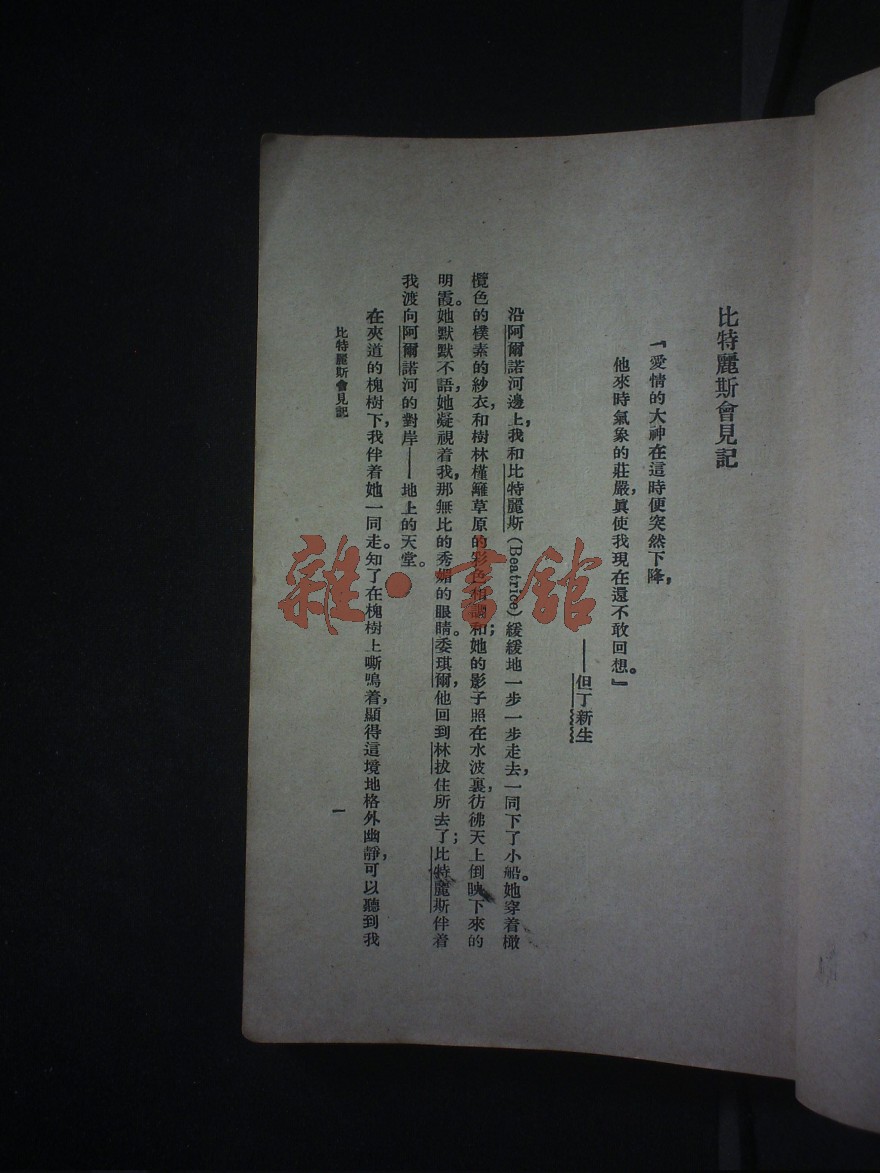 比特麗斯會見記
『愛情的大神在這時便突然下降，
他來時氣象的莊嚴，眞使我現在還不敢回想。』
——但丁新生
沿阿爾諾河邊上，我和比特麗斯(Beatrice)緩緩地一步一步走去，一同下了小船。她穿着橄
欖色的樸素的紗衣，和樹林槿籬草原的彩色相調和；她的影子照在水波裏，彷彿天上倒映下來的
明霞。她默默不語，她凝視着我，那無比的秀媚的眼睛。委琪爾，他回到林拔住所去了；比特麗斯伴着
我渡向阿爾諾河的對岸——地上的天堂。
在夾道的槐樹下，我伴着她一同走。知了在槐樹上嘶鳴着，顯得這境地格外幽靜，可以聽到我
比特麗斯會見記
一
雜·書館